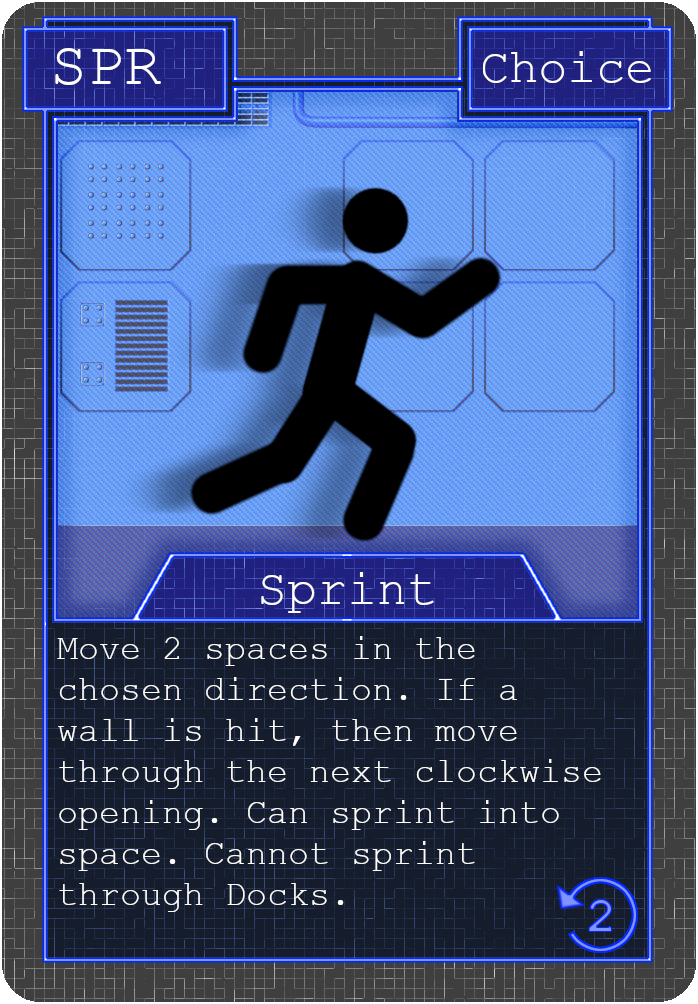 SPR
Choice
Sprint
Move 2 spaces in the
chosen direction. If a
wall is hit, then move
through the next clockwise
opening. Can sprint into
space. Cannot sprint
through Docks.
2